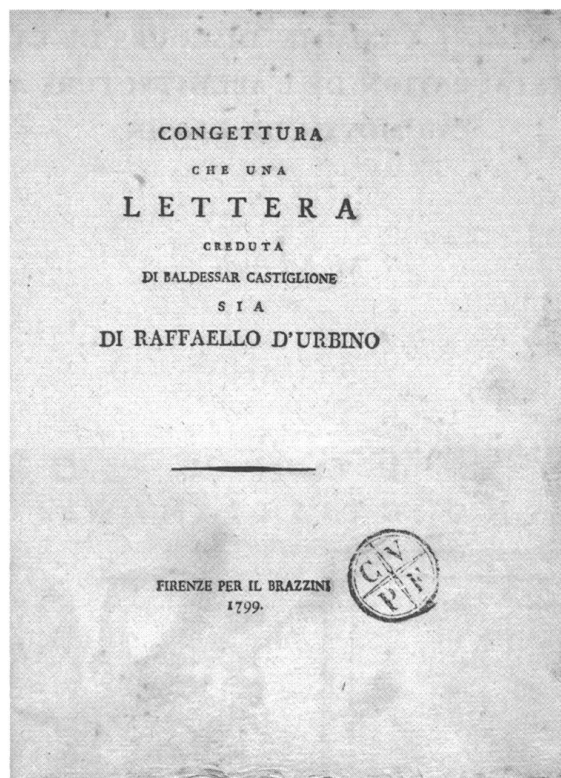 CONGETTURA
CHE UNA
LETTERA
CREDUTA
DI BALDESSAR CASTIGLIONE
SIA
DI RAFFAELLO D'URBINO
FIRENZE PER IL BRAZZINI
1799.
C V
P F